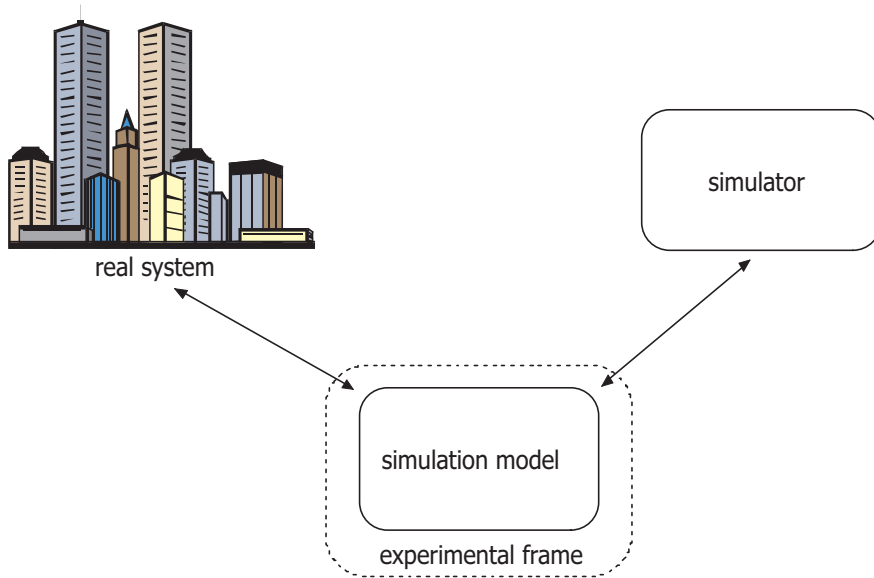 simulator
real system
simulation model
experimental frame